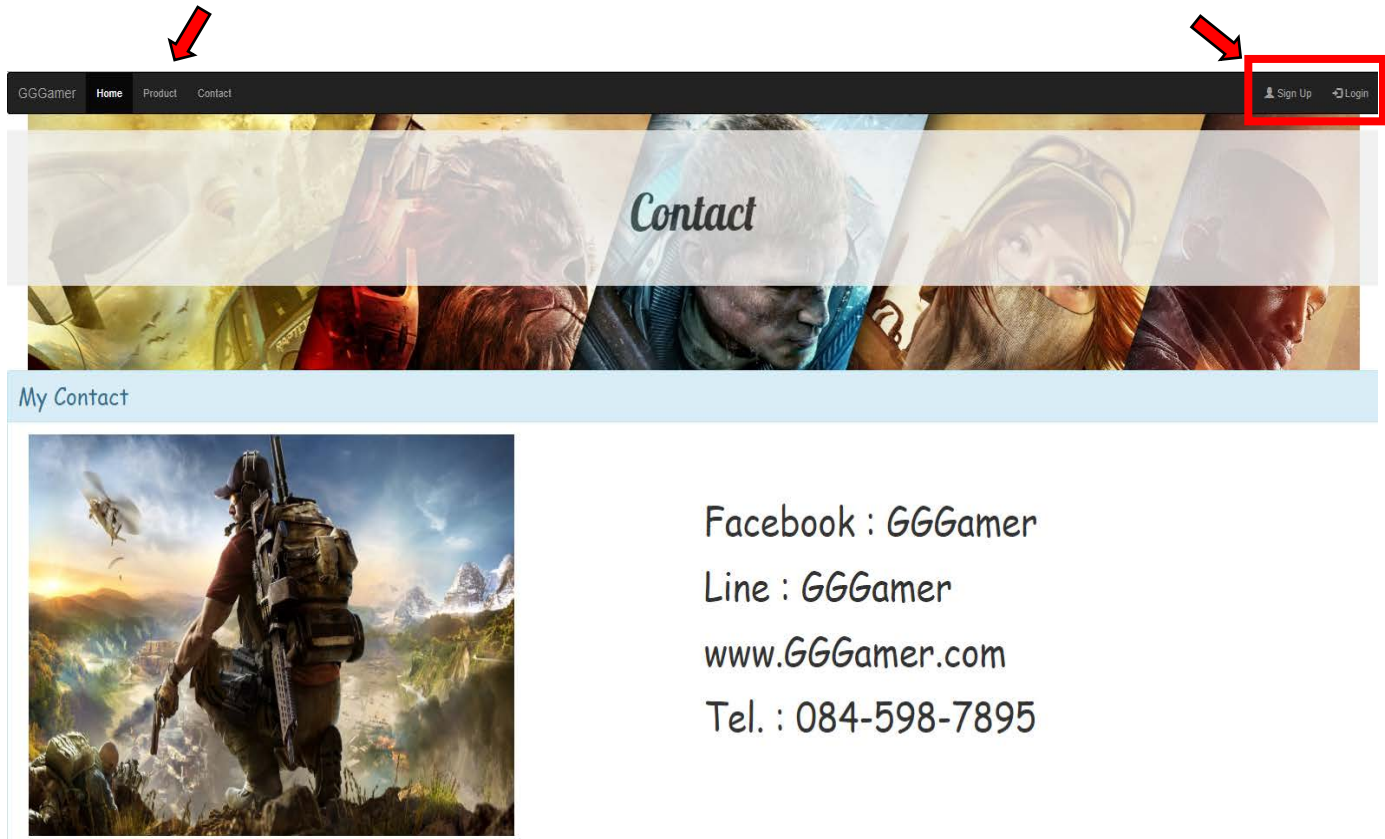 GGGamer Home Product Contact Sign Up Login
Contact
My Contact
Facebook : GGGamer
Line : GGGamer
www.GGGamer.com
Tel. : 084-598-7895